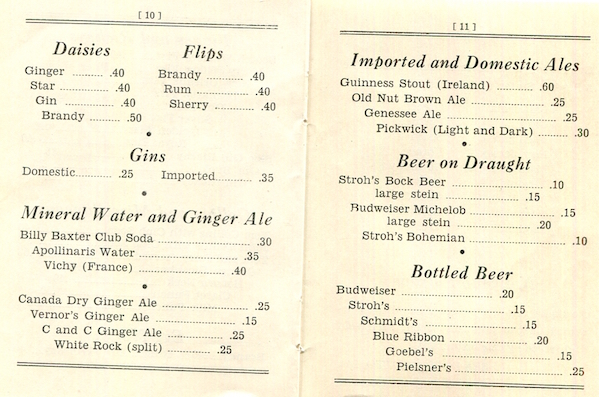 [ 10 ]
Daisies
Ginger .......... .40
Star .......... .40
Gin .......... .40
Brandy ....... .50
Flips
Brandy ............ .40
Rum .............. .40
Sherry .......... .40
Gins
Domestic........... .25 Imported........... .35
Mineral Water and Ginger Ale
Billy Baxter Club Soda .......................... .30
Apollinaris Water ........................ .35
Vichy (France) .................... .40
Canada Dry Ginger Ale ....................... .25
Vernor's Ginger Ale .................... .15
C and C Ginger Ale ................. .25
White Rock (split) ............. .25
[ 11 ]
Imported and Domestic Ales
Guinness Stout (Ireland) .............. .60
Old Nut Brown Ale ..................... .25
Genessee Ale ......................... .25
Pickwick (Light and Dark) ......... .30
Beer on Draught
Stroh's Bock Beer .......................... .10
large stein ......................... .15
Budweiser Michelob .................... .15
large stein ....................... .20
Stroh's Bohemian ............................ .10
Bottled Beer
Budweiser ........................... .20
Stroh's ................................. .15
Schmidt's .......................... .15
Blue Ribbon ....................... .20
Goebel's ................................. .15
Pielsner's ............................ .25